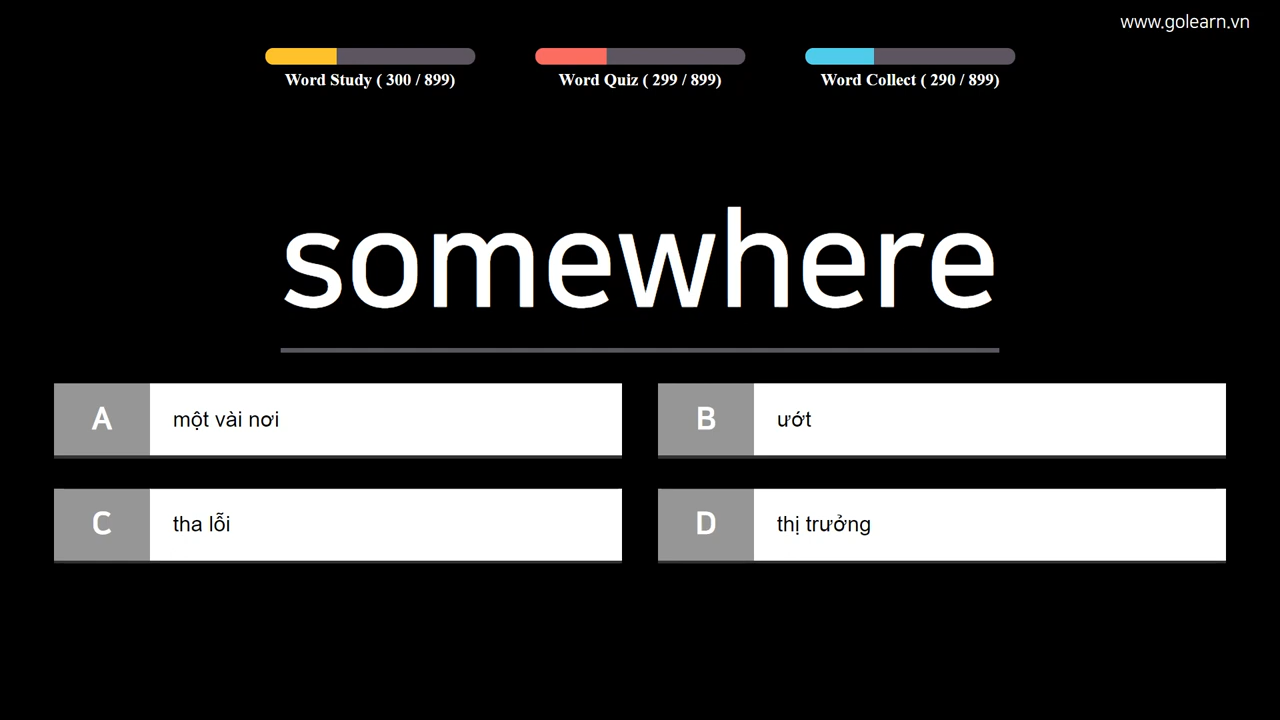 www.golearn.vn
Word Study ( 300 / 899)
Word Quiz ( 299 / 899)
Word Collect ( 290 / 899)
somewhere
A một vài nơi
B ướt
C tha lỗi
D thị trưởng